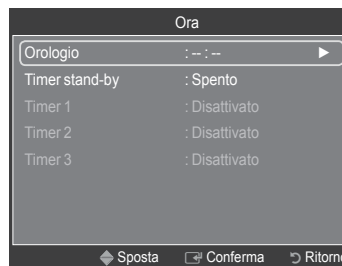 Ora
Orologio : -- : --
Timer stand-by : Spento
Timer 1 : Disattivato
Timer 2 : Disattivato
Timer 3 : Disattivato
Sposta Conferma Ritorno